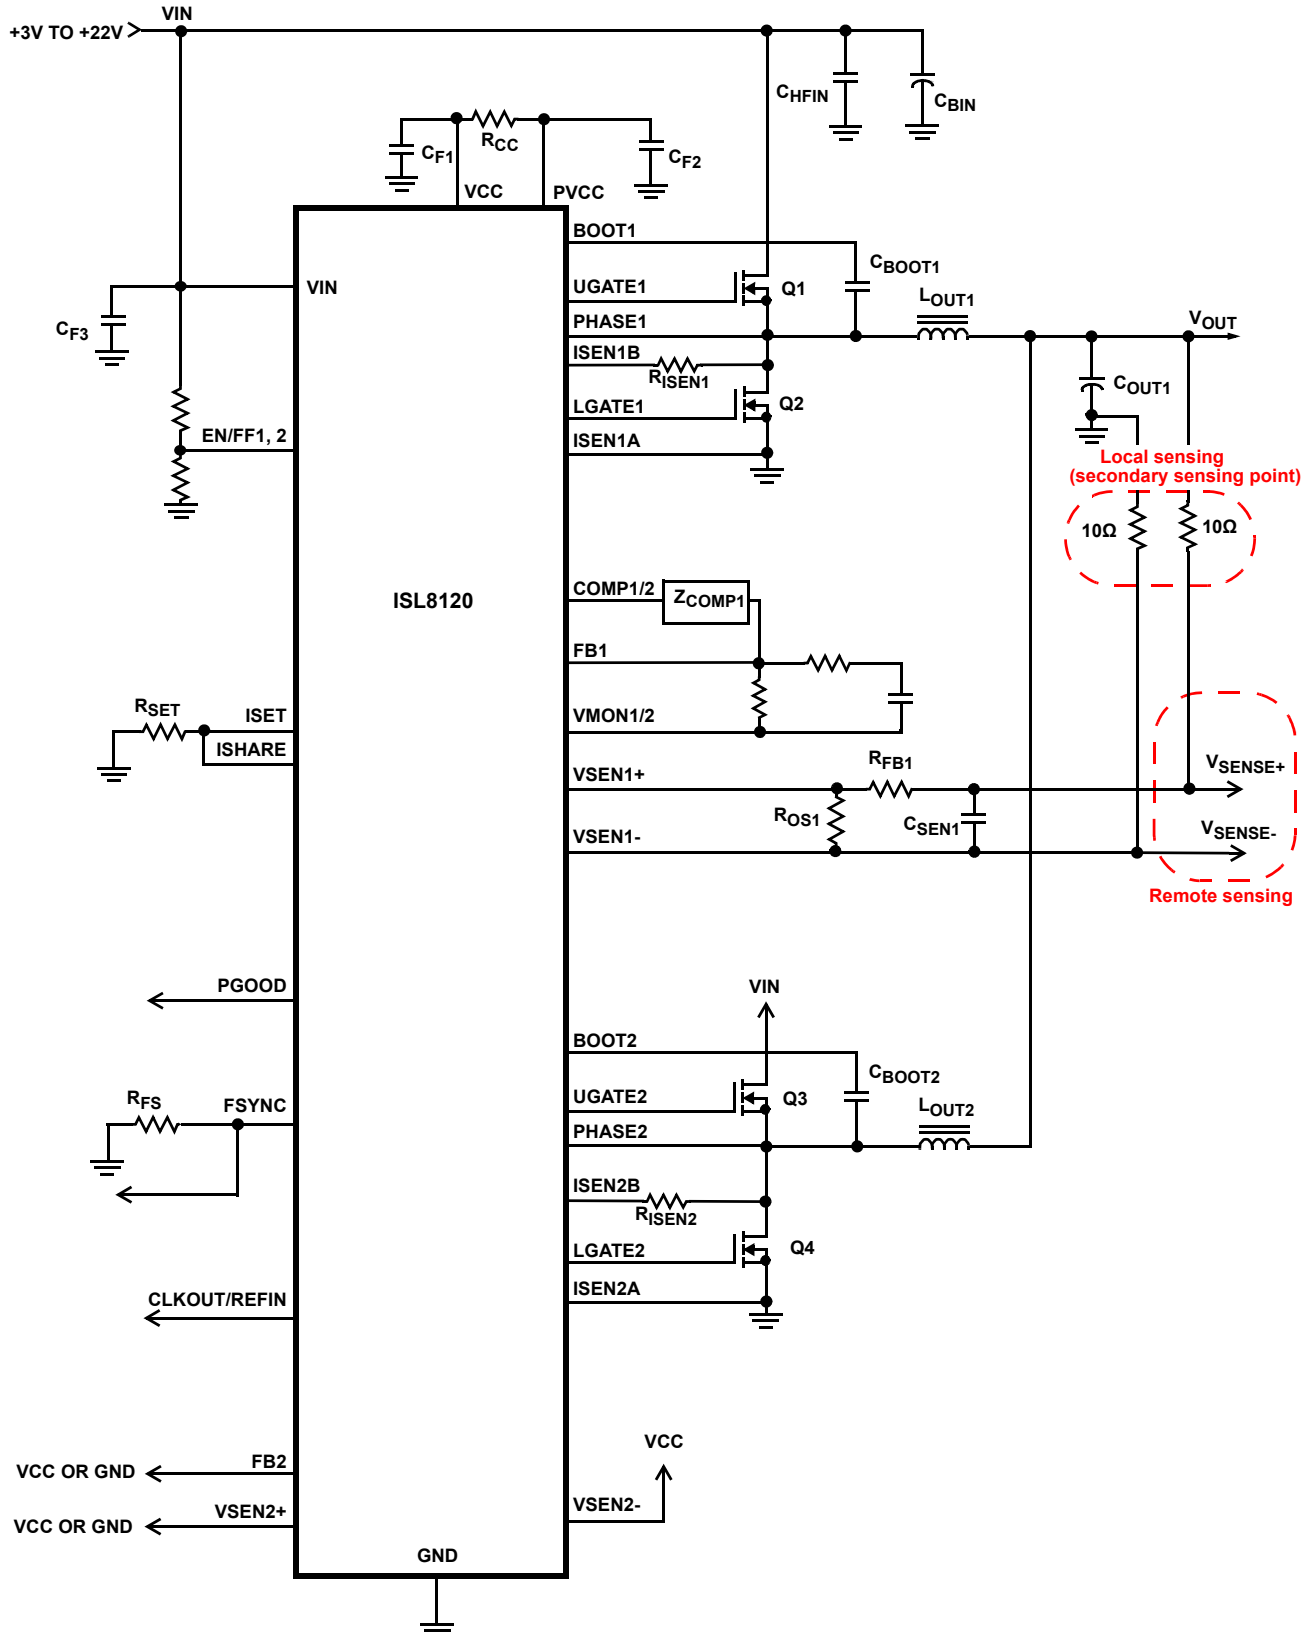 VIN
+3V TO +22V
CHFIN
CBIN
CF1
RCC
CF2
VCC
PVCC
BOOT1
CBOOT1
UGATE1
Q1
LOUT1
VIN
PHASE1
VOUT
CF3
ISEN1B
RISEN1
COUT1
LGATE1
Q2
EN/FF1, 2
ISEN1A
Local sensing
(secondary sensing point)
10Ω
10Ω
ISL8120
COMP1/2
ZCOMP1
FB1
RSET
ISET
VMON1/2
ISHARE
RFB1
VSENSE+
VSEN1+
ROS1
CSEN1
VSENSE-
VSEN1-
Remote sensing
PGOOD
VIN
BOOT2
CBOOT2
RFS
FSYNC
UGATE2
Q3
LOUT2
PHASE2
ISEN2B
RISEN2
LGATE2
Q4
ISEN2A
CLKOUT/REFIN
VCC
FB2
VCC OR GND
VSEN2-
VSEN2+
VCC OR GND
GND